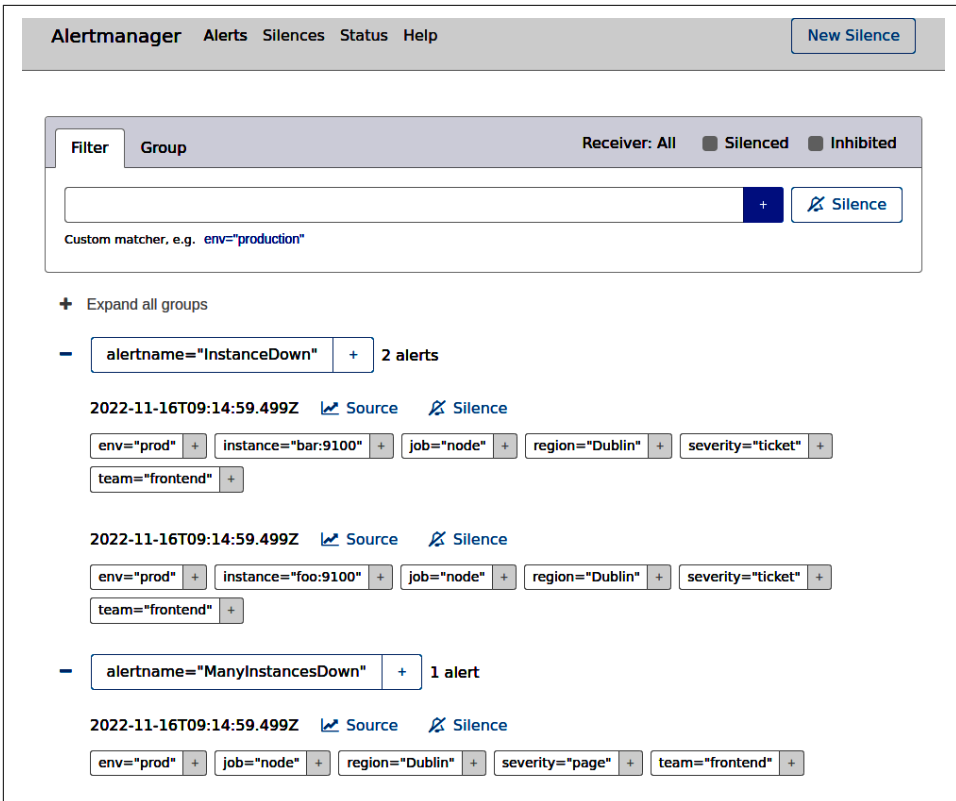 Alertmanager Alerts Silences Status Help New Silence
Filter Group Receiver: All Silenced Inhibited
+ Silence
Custom matcher, e.g. env="production"
+ Expand all groups
− alertname="InstanceDown" + 2 alerts
2022-11-16T09:14:59.499Z Source Silence
env="prod" + instance="bar:9100" + job="node" + region="Dublin" + severity="ticket" +
team="frontend" +
2022-11-16T09:14:59.499Z Source Silence
env="prod" + instance="foo:9100" + job="node" + region="Dublin" + severity="ticket" +
team="frontend" +
− alertname="ManyInstancesDown" + 1 alert
2022-11-16T09:14:59.499Z Source Silence
env="prod" + job="node" + region="Dublin" + severity="page" + team="frontend" +